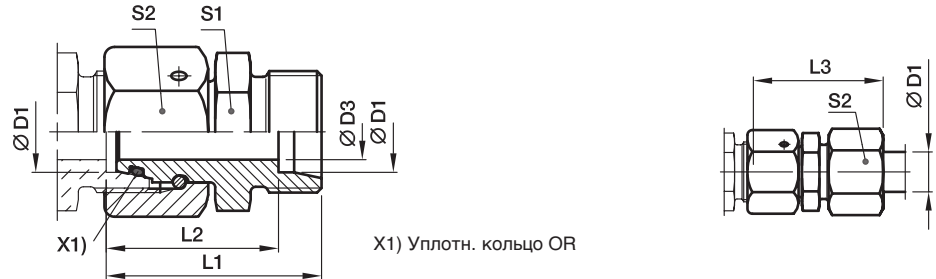 S2
S1
Ø D1
Ø D3
Ø D1
X1)
L2
L1
X1) Уплотн. кольцо OR
L3
S2
Ø D1